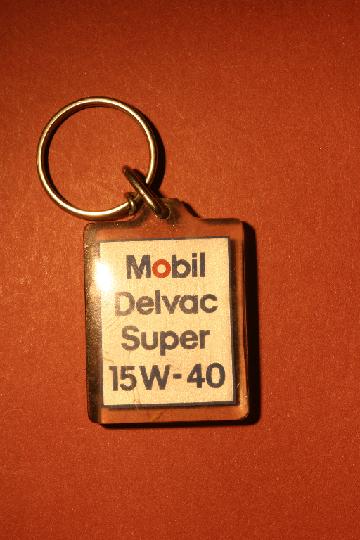 Mobil
Delvac
Super
15W-40